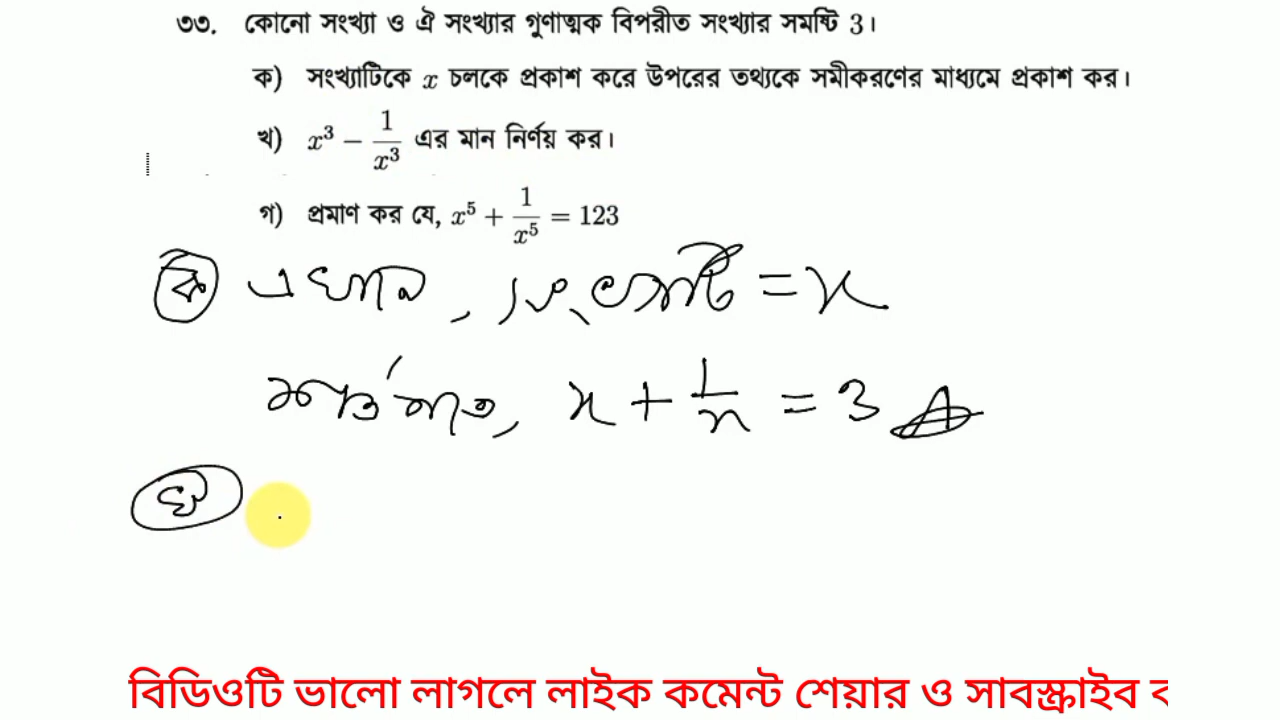 ৩৩. কোনো সংখ্যা ও ঐ সংখ্যার গুণাত্মক বিপরীত সংখ্যার সমষ্টি 3।
ক) সংখ্যাটিকে x চলকে প্রকাশ করে উপরের তথ্যকে সমীকরণের মাধ্যমে প্রকাশ কর।
খ) x³ − 1/x³ এর মান নির্ণয় কর।
গ) প্রমাণ কর যে, x⁵ + 1/x⁵ = 123
ক এখানে, সংখ্যাটি = x
শর্তমতে, x + 1/x = 3
খ
বিডিওটি ভালো লাগলে লাইক কমেন্ট শেয়ার ও সাবস্ক্রাইব